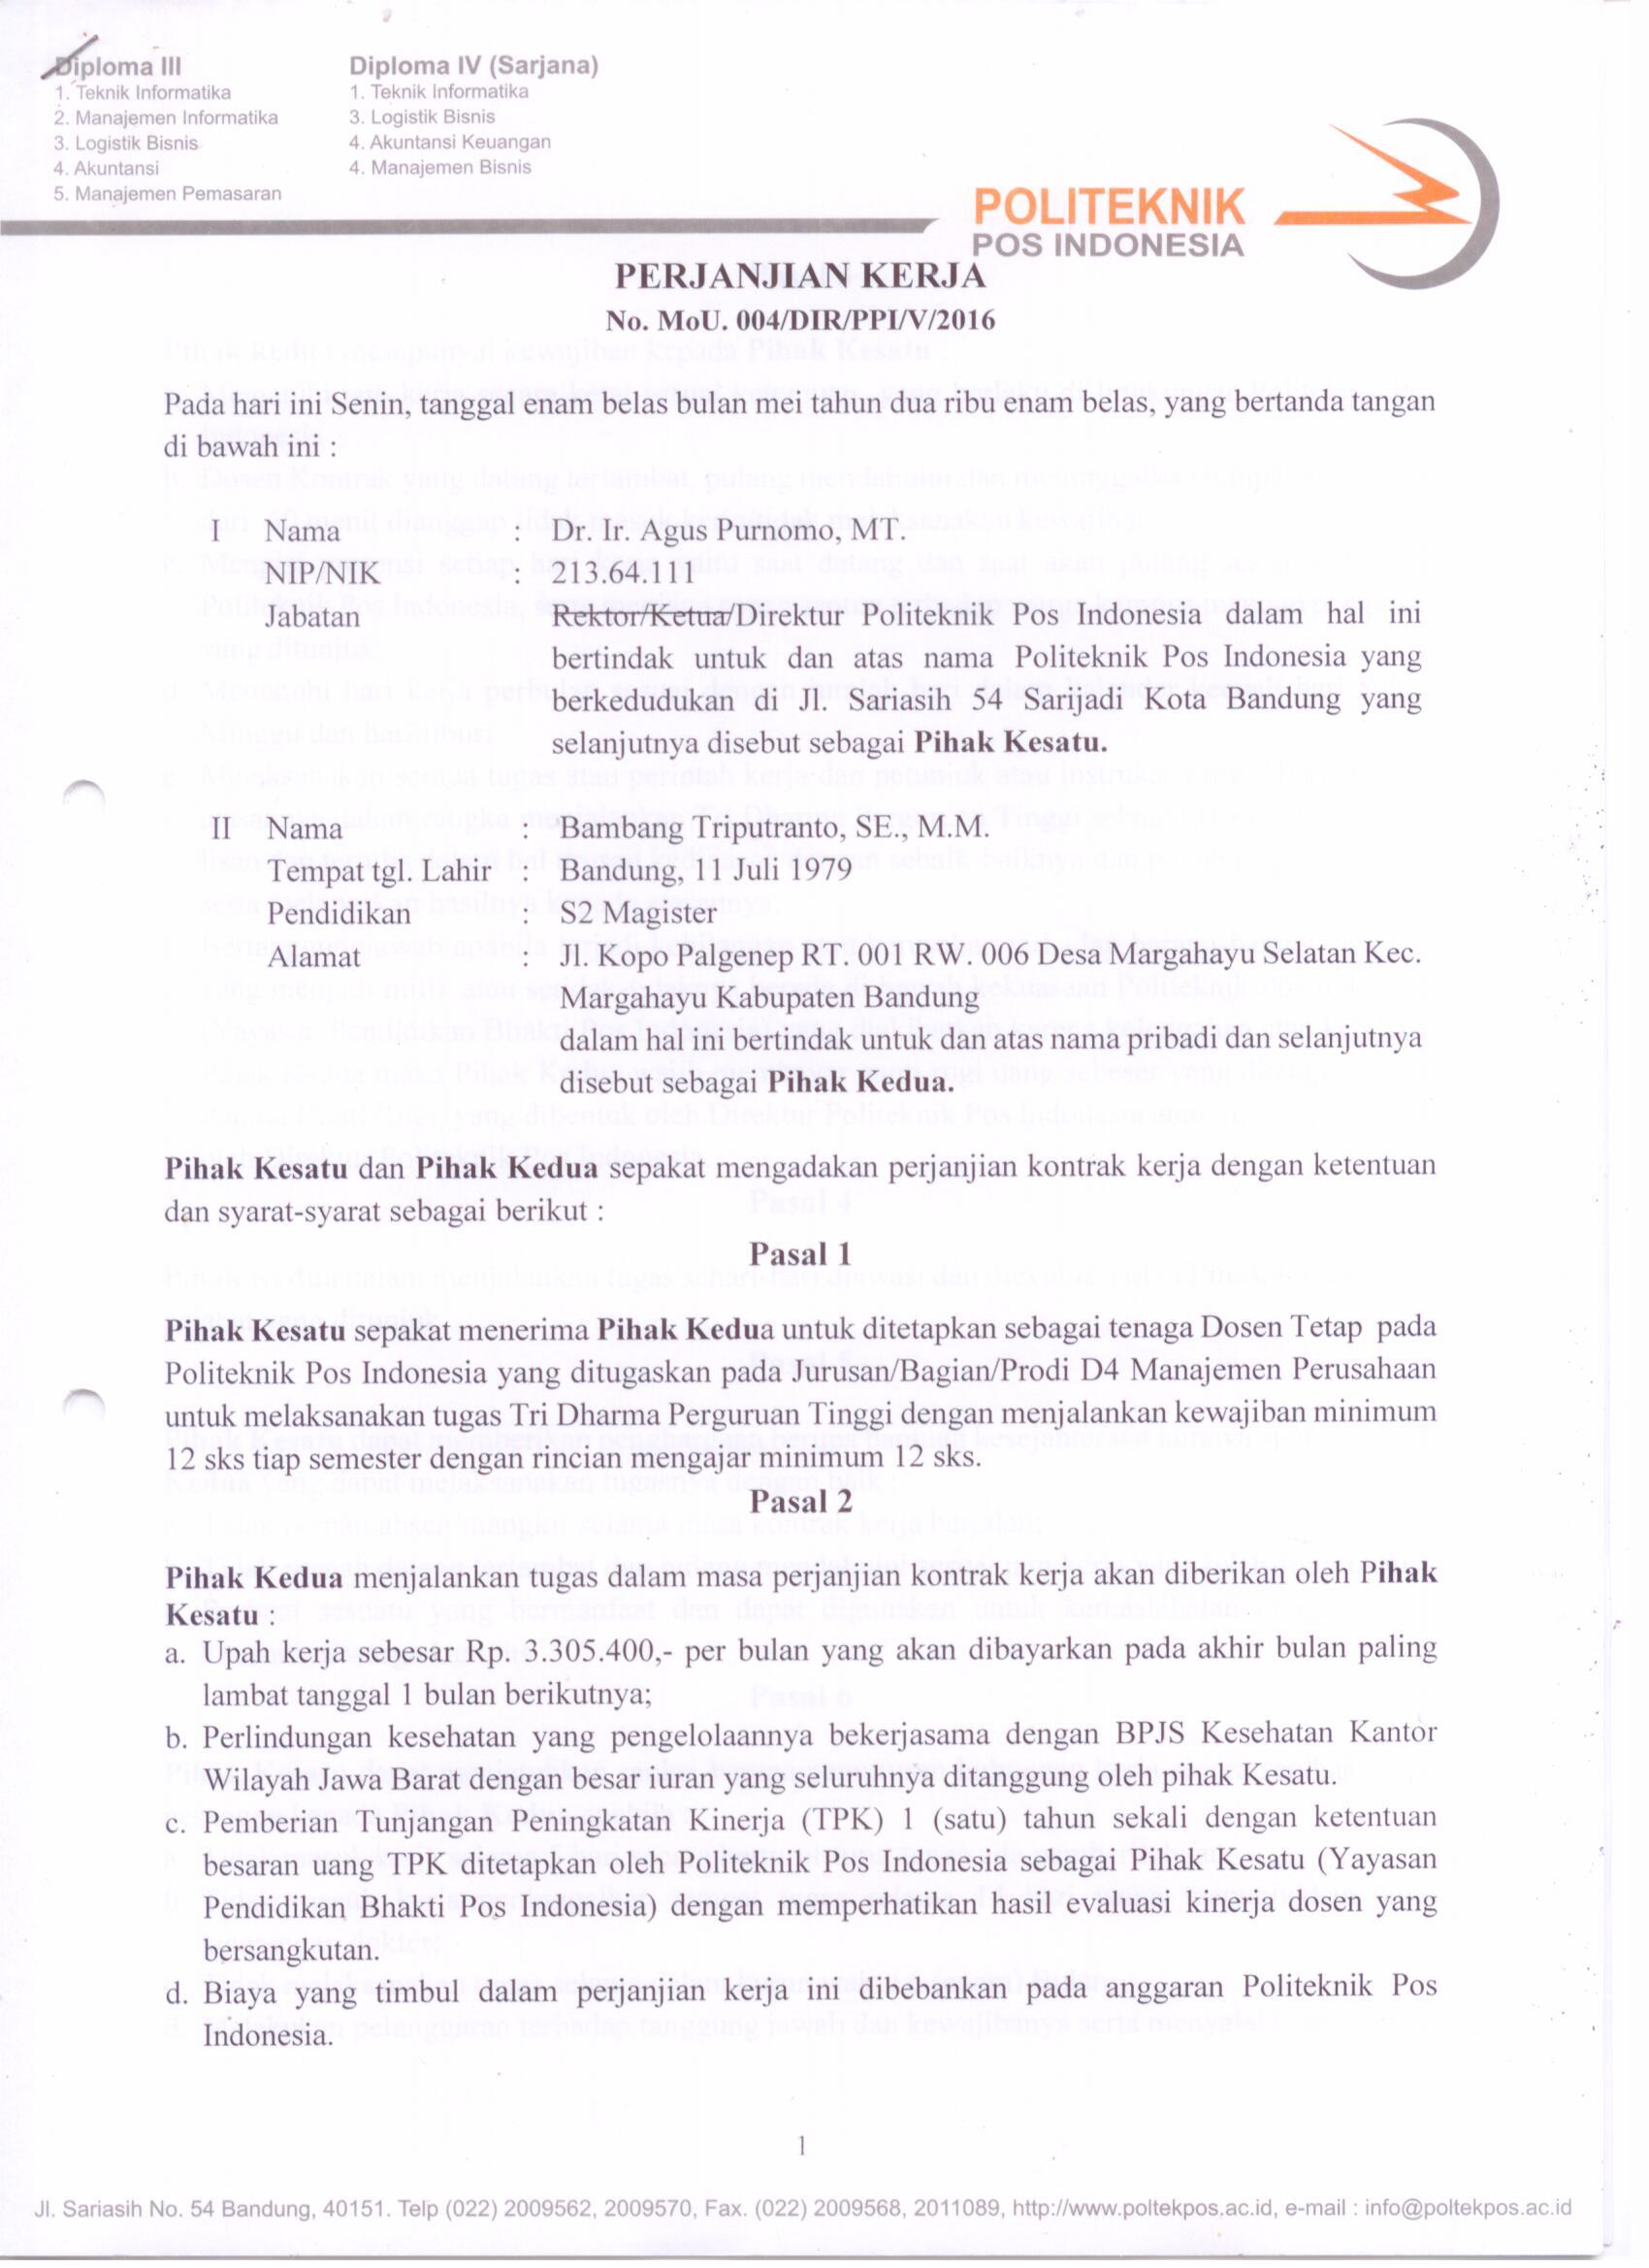 Diploma III
1. Teknik Informatika
2. Manajemen Informatika
3. Logistik Bisnis
4. Akuntansi
5. Manajemen Pemasaran
Diploma IV (Sarjana)
1. Teknik Informatika
3. Logistik Bisnis
4. Akuntansi Keuangan
4. Manajemen Bisnis
POLITEKNIK
POS INDONESIA
PERJANJIAN KERJA
No. MoU. 004/DIR/PPI/V/2016
Pada hari ini Senin, tanggal enam belas bulan mei tahun dua ribu enam belas, yang bertanda tangan
di bawah ini :
I Nama : Dr. Ir. Agus Purnomo, MT.
NIP/NIK : 213.64.111
Jabatan Rektor/Ketua/Direktur Politeknik Pos Indonesia dalam hal ini
bertindak untuk dan atas nama Politeknik Pos Indonesia yang
berkedudukan di Jl. Sariasih 54 Sarijadi Kota Bandung yang
selanjutnya disebut sebagai Pihak Kesatu.
II Nama : Bambang Triputranto, SE., M.M.
Tempat tgl. Lahir : Bandung, 11 Juli 1979
Pendidikan : S2 Magister
Alamat : Jl. Kopo Palgenep RT. 001 RW. 006 Desa Margahayu Selatan Kec.
Margahayu Kabupaten Bandung
dalam hal ini bertindak untuk dan atas nama pribadi dan selanjutnya
disebut sebagai Pihak Kedua.
Pihak Kesatu dan Pihak Kedua sepakat mengadakan perjanjian kontrak kerja dengan ketentuan
dan syarat-syarat sebagai berikut :
Pasal 1
Pihak Kesatu sepakat menerima Pihak Kedua untuk ditetapkan sebagai tenaga Dosen Tetap pada
Politeknik Pos Indonesia yang ditugaskan pada Jurusan/Bagian/Prodi D4 Manajemen Perusahaan
untuk melaksanakan tugas Tri Dharma Perguruan Tinggi dengan menjalankan kewajiban minimum
12 sks tiap semester dengan rincian mengajar minimum 12 sks.
Pasal 2
Pihak Kedua menjalankan tugas dalam masa perjanjian kontrak kerja akan diberikan oleh Pihak
Kesatu :
a. Upah kerja sebesar Rp. 3.305.400,- per bulan yang akan dibayarkan pada akhir bulan paling
lambat tanggal 1 bulan berikutnya;
b. Perlindungan kesehatan yang pengelolaannya bekerjasama dengan BPJS Kesehatan Kantor
Wilayah Jawa Barat dengan besar iuran yang seluruhnya ditanggung oleh pihak Kesatu.
c. Pemberian Tunjangan Peningkatan Kinerja (TPK) 1 (satu) tahun sekali dengan ketentuan
besaran uang TPK ditetapkan oleh Politeknik Pos Indonesia sebagai Pihak Kesatu (Yayasan
Pendidikan Bhakti Pos Indonesia) dengan memperhatikan hasil evaluasi kinerja dosen yang
bersangkutan.
d. Biaya yang timbul dalam perjanjian kerja ini dibebankan pada anggaran Politeknik Pos
Indonesia.
1
Jl. Sariasih No. 54 Bandung, 40151. Telp (022) 2009562, 2009570, Fax. (022) 2009568, 2011089, http://www.poltekpos.ac.id, e-mail : info@poltekpos.ac.id